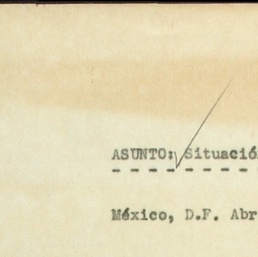 ASUNTO: Situació
- - - - - - - - -
México, D.F. Abr